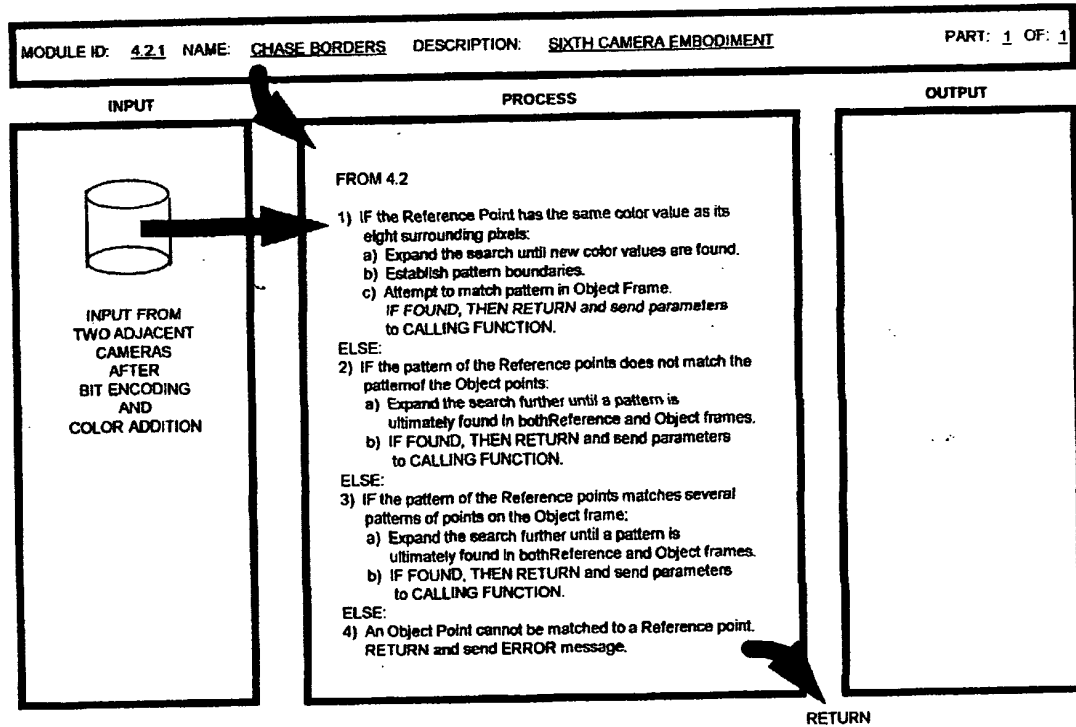 MODULE ID: 4.2.1 NAME: CHASE BORDERS DESCRIPTION: SIXTH CAMERA EMBODIMENT PART: 1 OF: 1
INPUT
PROCESS
OUTPUT
INPUT FROM
TWO ADJACENT
CAMERAS
AFTER
BIT ENCODING
AND
COLOR ADDITION
FROM 4.2
1) IF the Reference Point has the same color value as its
eight surrounding pixels:
a) Expand the search until new color values are found.
b) Establish pattern boundaries.
c) Attempt to match pattern in Object Frame.
IF FOUND, THEN RETURN and send parameters
to CALLING FUNCTION.
ELSE:
2) IF the pattern of the Reference points does not match the
patternof the Object points:
a) Expand the search further until a pattern is
ultimately found in bothReference and Object frames.
b) IF FOUND, THEN RETURN and send parameters
to CALLING FUNCTION.
ELSE:
3) IF the pattern of the Reference points matches several
patterns of points on the Object frame:
a) Expand the search further until a pattern is
ultimately found in bothReference and Object frames.
b) IF FOUND, THEN RETURN and send parameters
to CALLING FUNCTION.
ELSE:
4) An Object Point cannot be matched to a Reference point.
RETURN and send ERROR message.
RETURN